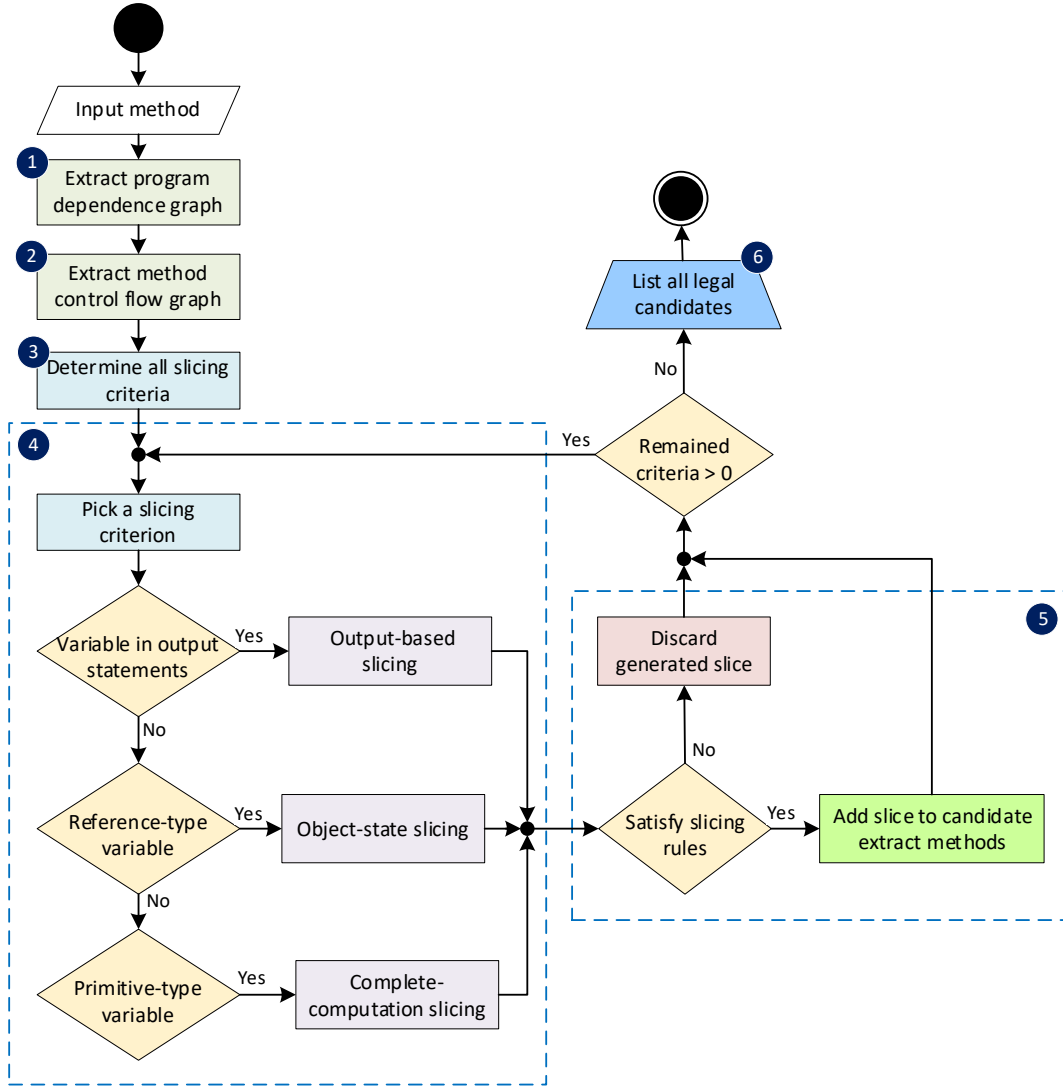 Input method
1
Extract program
dependence graph
2
Extract method
control flow graph
3
Determine all slicing
criteria
4
Pick a slicing
criterion
Variable in output
statements
Yes
Output-based
slicing
No
Reference-type
variable
Yes
Object-state slicing
No
Primitive-type
variable
Yes
Complete-
computation slicing
5
Satisfy slicing
rules
No
Discard
generated slice
Yes
Add slice to candidate
extract methods
Remained
criteria > 0
Yes
No
6
List all legal
candidates